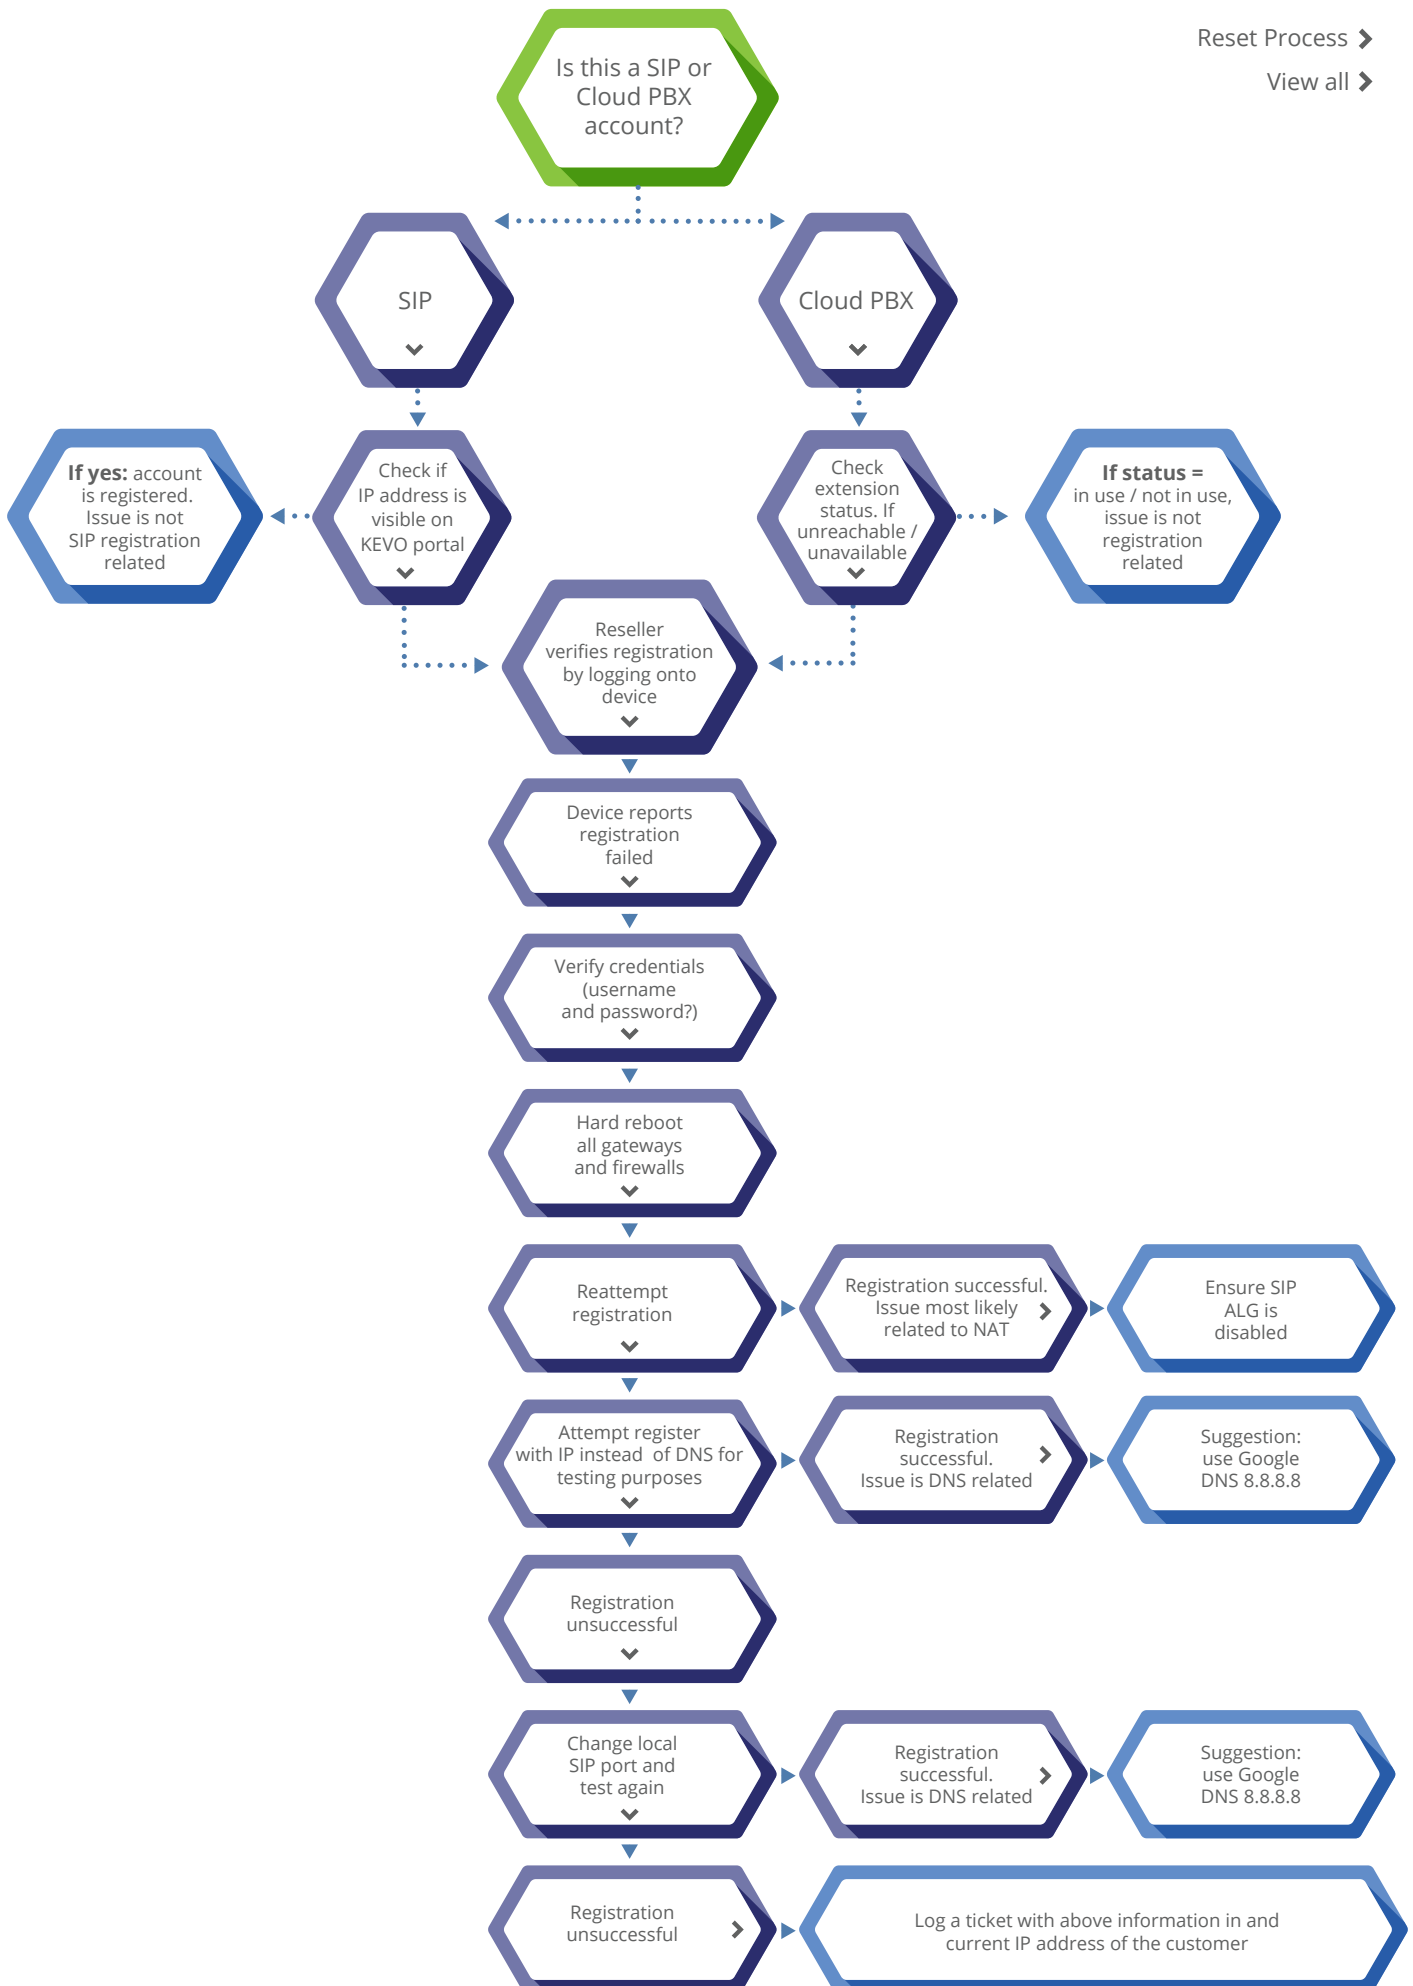 Reset Process
View all
Is this a SIP or
Cloud PBX
account?
SIP
Cloud PBX
If yes: account
is registered.
Issue is not
SIP registration
related
Check if
IP address is
visible on
KEVO portal
Check
extension
status. If
unreachable /
unavailable
If status =
in use / not in use,
issue is not
registration
related
Reseller
verifies registration
by logging onto
device
Device reports
registration
failed
Verify credentials
(username
and password?)
Hard reboot
all gateways
and firewalls
Reattempt
registration
Registration successful.
Issue most likely
related to NAT
Ensure SIP
ALG is
disabled
Attempt register
with IP instead of DNS for
testing purposes
Registration
successful.
Issue is DNS related
Suggestion:
use Google
DNS 8.8.8.8
Registration
unsuccessful
Change local
SIP port and
test again
Registration
successful.
Issue is DNS related
Suggestion:
use Google
DNS 8.8.8.8
Registration
unsuccessful
Log a ticket with above information in and
current IP address of the customer